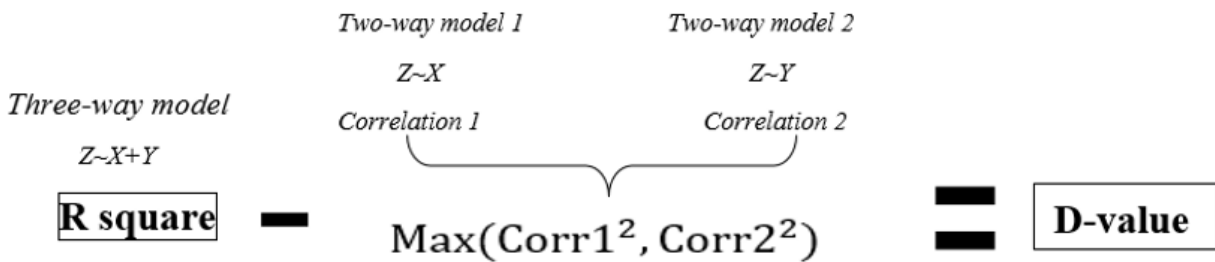 Two-way model 1
Two-way model 2
Z~X
Z~Y
Three-way model
Correlation 1
Correlation 2
Z~X+Y
R square
Max(Corr1², Corr2²)
D-value